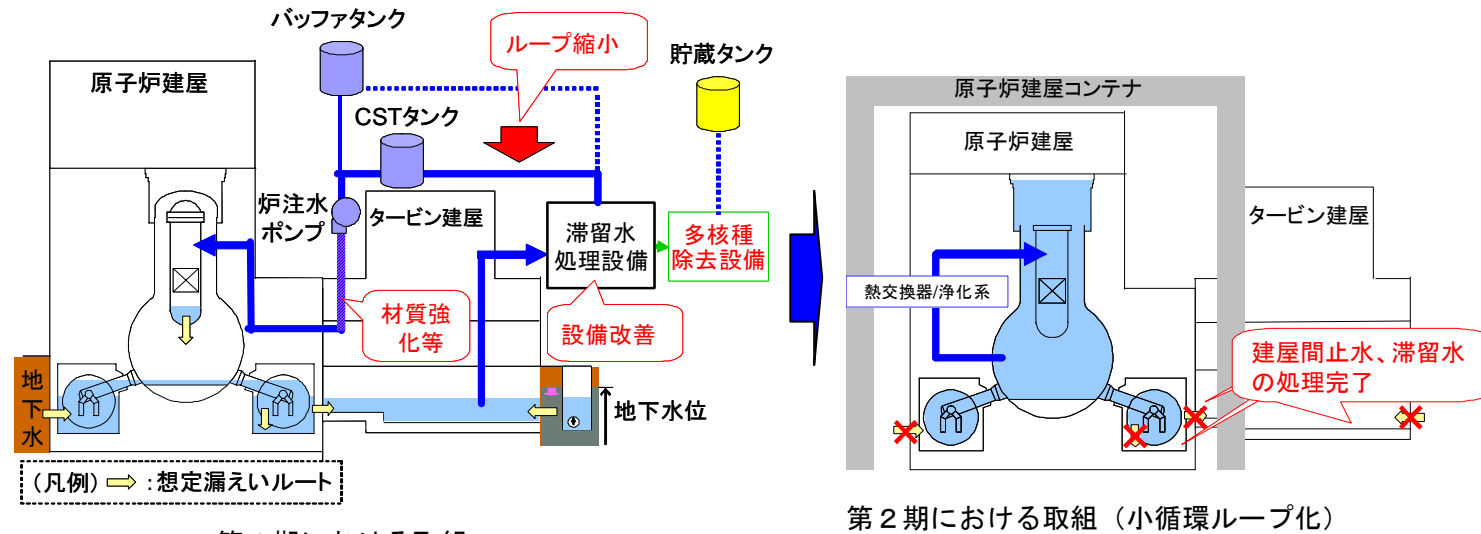 バッファタンク
ループ縮小
貯蔵タンク
原子炉建屋
CSTタンク
炉注水
ポンプ
タービン建屋
滞留水
処理設備
多核種
除去設備
材質強
化等
設備改善
地下水
地下水位
(凡例) :想定漏えいルート
原子炉建屋コンテナ
原子炉建屋
タービン建屋
熱交換器/浄化系
建屋間止水、滞留水
の処理完了
第2期における取組(小循環ループ化)
期における取組